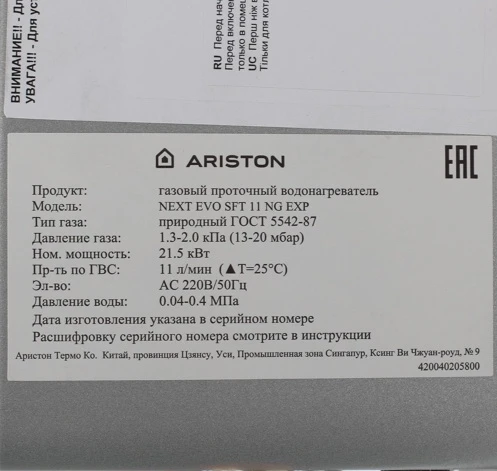 ВНИМАНИЕ!! - Дл
УВАГА!!! - Для ус
RU Перед нач
Перед включен
только в помещ
UC Перш ніж в
Тільки для котл
ARISTON
EAC
Продукт: газовый проточный водонагреватель
Модель: NEXT EVO SFT 11 NG EXP
Тип газа: природный ГОСТ 5542-87
Давление газа: 1.3-2.0 кПа (13-20 мбар)
Ном. мощность: 21.5 кВт
Пр-ть по ГВС: 11 л/мин (▲T=25°C)
Эл-во: AC 220В/50Гц
Давление воды: 0.04-0.4 МПа
Дата изготовления указана в серийном номере
Расшифровку серийного номера смотрите в инструкции
Аристон Термо Ко. Китай, провинция Цзянсу, Уси, Промышленная зона Сингапур, Ксинг Ви Чжуан-роуд, № 9
420040205800